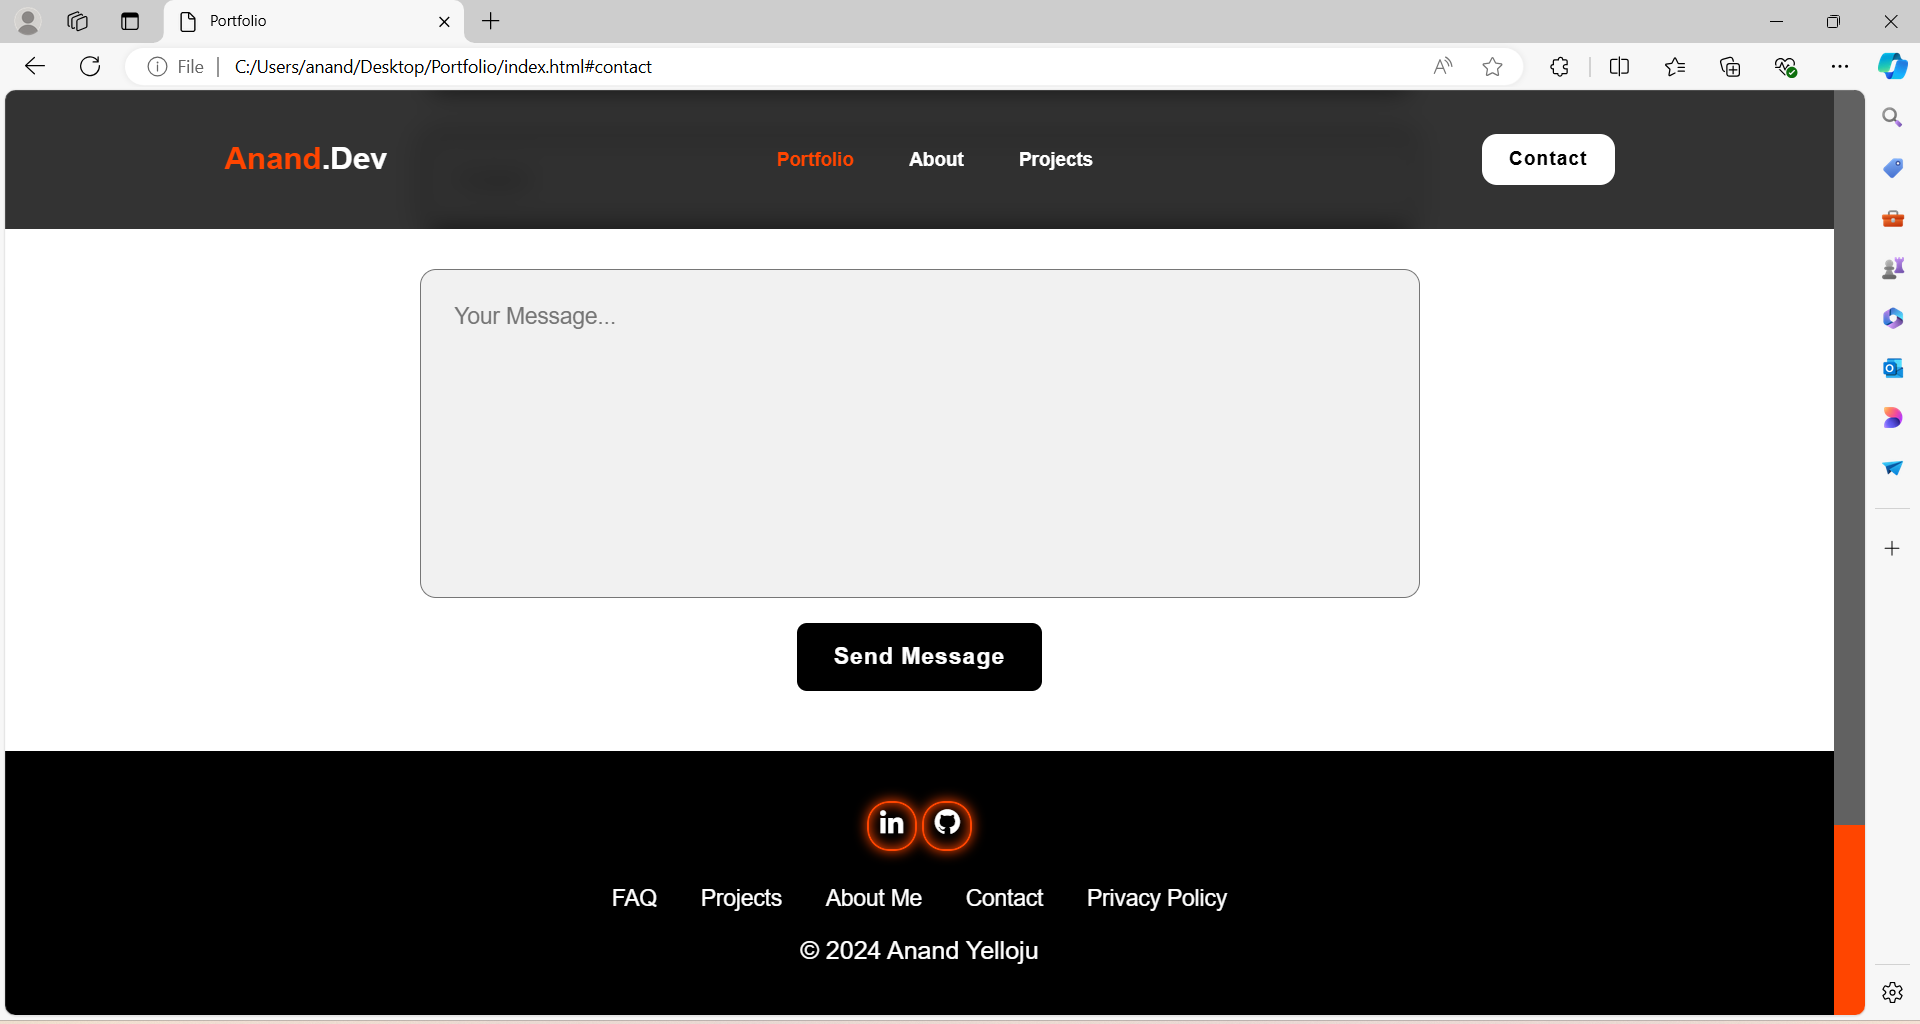 Portfolio
File C:/Users/anand/Desktop/Portfolio/index.html#contact
Anand.Dev Portfolio About Projects Contact
Your Message...
Send Message
FAQ Projects About Me Contact Privacy Policy
© 2024 Anand Yelloju